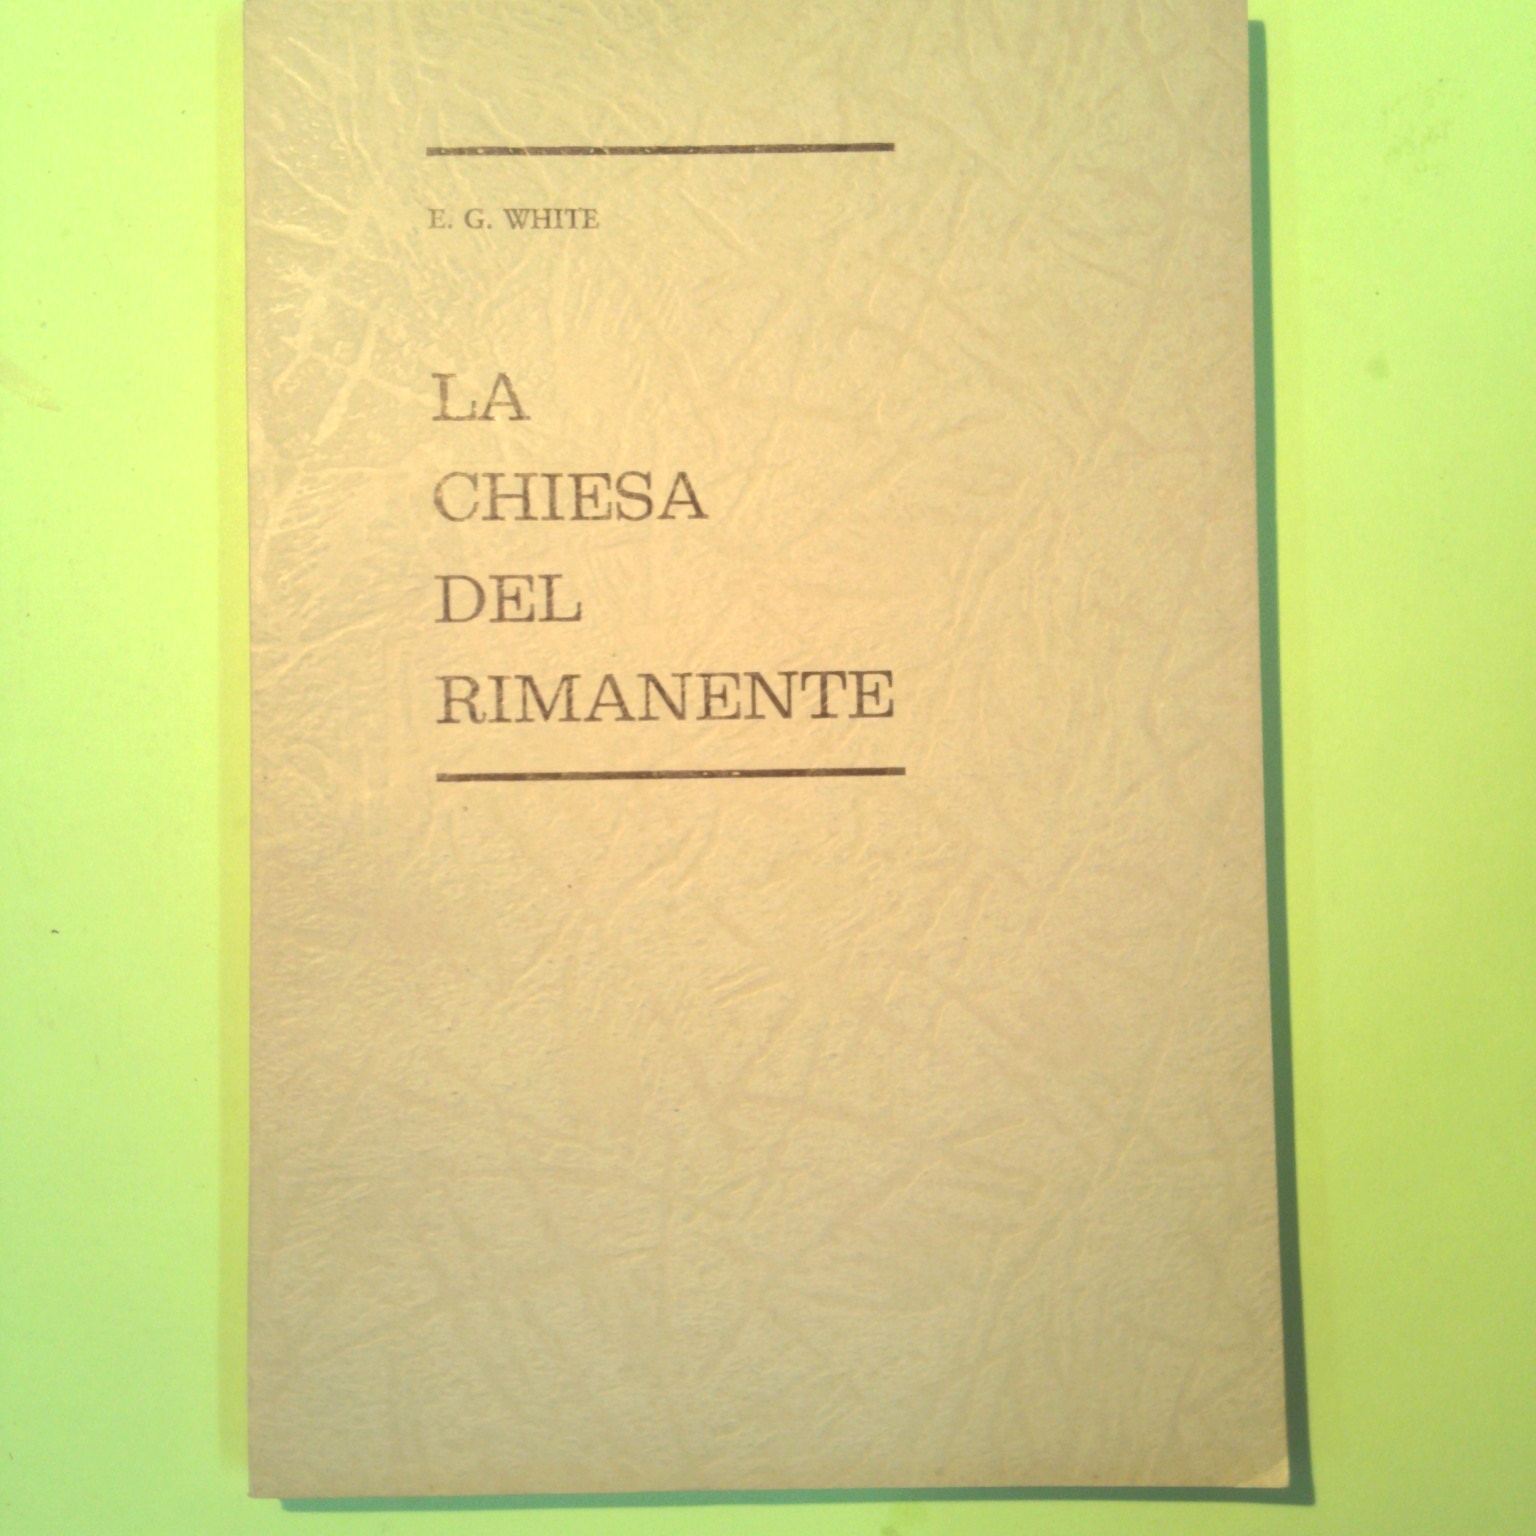 E. G. WHITE
LA
CHIESA
DEL
RIMANENTE